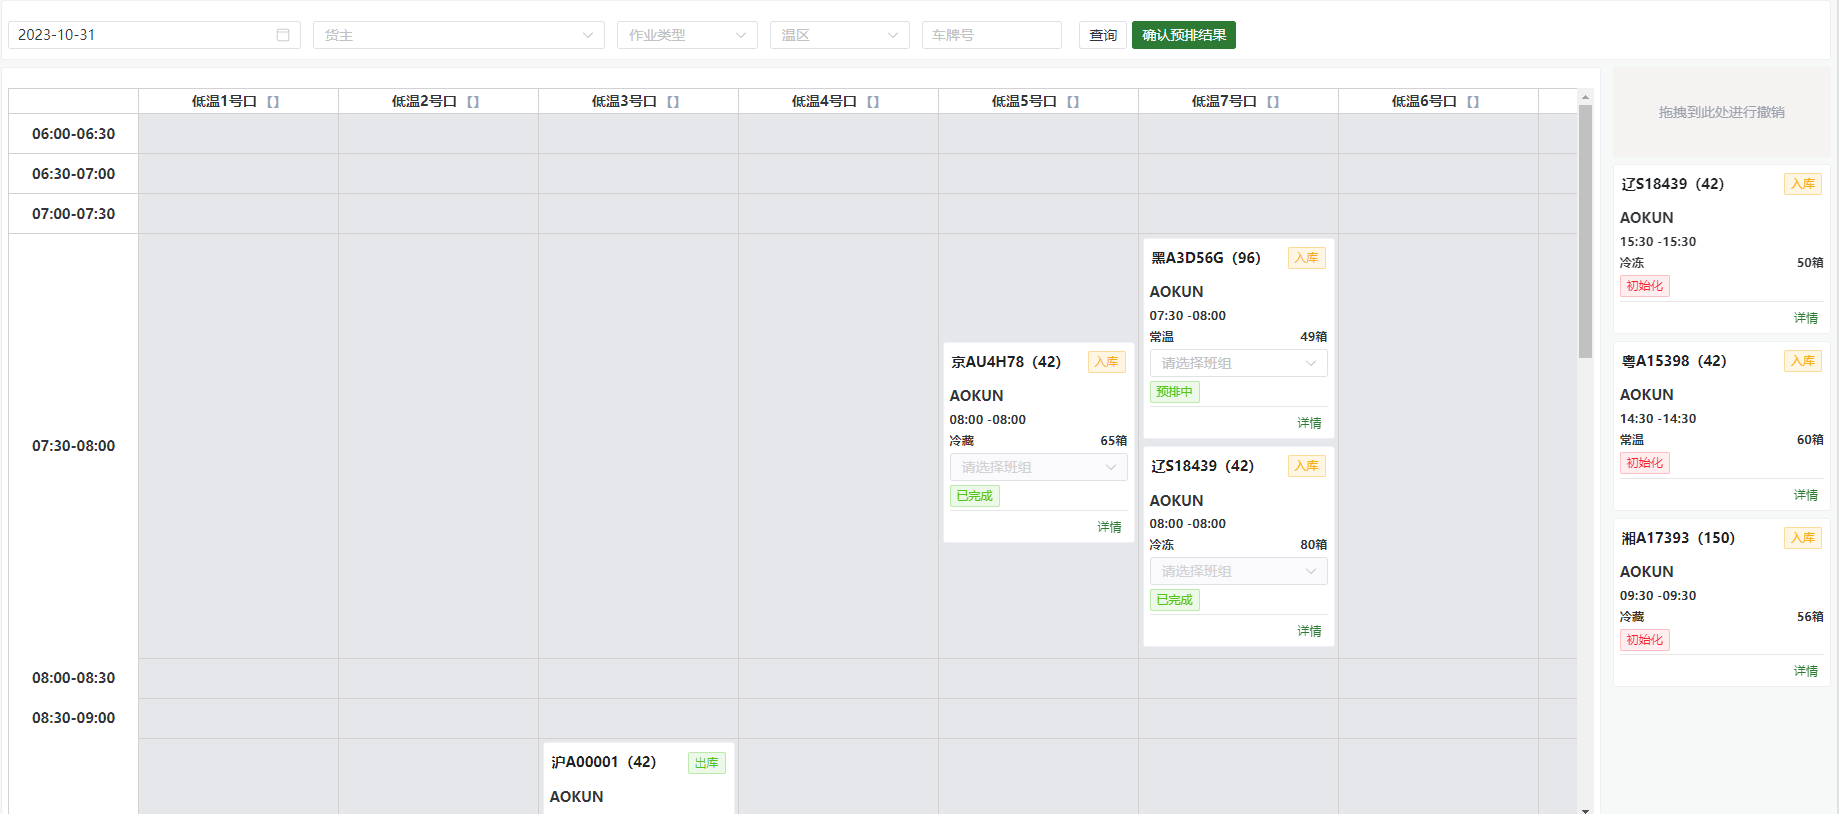 2023-10-31 货主 作业类型 温区 车牌号 查询 确认预排结果
低温1号口 【】 低温2号口 【】 低温3号口 【】 低温4号口 【】 低温5号口 【】 低温7号口 【】 低温6号口 【】
06:00-06:30
06:30-07:00
07:00-07:30
07:30-08:00
京AU4H78（42） 入库
AOKUN
08:00 -08:00
冷藏 65箱
请选择班组
已完成
详情
黑A3D56G（96） 入库
AOKUN
07:30 -08:00
常温 49箱
请选择班组
预排中
详情
辽S18439（42） 入库
AOKUN
08:00 -08:00
冷冻 80箱
请选择班组
已完成
详情
08:00-08:30
08:30-09:00
沪A00001（42） 出库
AOKUN
拖拽到此处进行撤销
辽S18439（42） 入库
AOKUN
15:30 -15:30
冷冻 50箱
初始化
详情
粤A15398（42） 入库
AOKUN
14:30 -14:30
常温 60箱
初始化
详情
湘A17393（150） 入库
AOKUN
09:30 -09:30
冷藏 56箱
初始化
详情